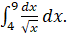 ∫₄⁹ dx/√x dx.